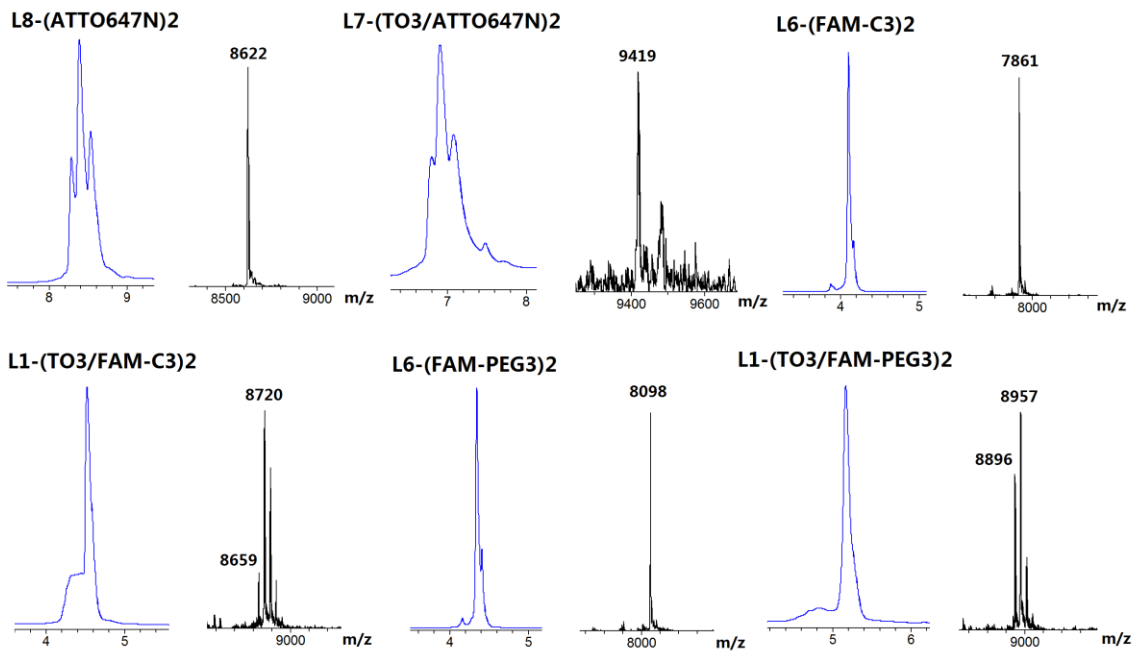 L8-(ATTO647N)2
8622
8
9
8500
9000
m/z
L7-(TO3/ATTO647N)2
9419
7
8
9400
9600
m/z
L6-(FAM-C3)2
7861
4
5
8000
m/z
L1-(TO3/FAM-C3)2
8720
8659
4
5
9000
m/z
L6-(FAM-PEG3)2
8098
4
5
8000
m/z
L1-(TO3/FAM-PEG3)2
8957
8896
5
6
9000
m/z